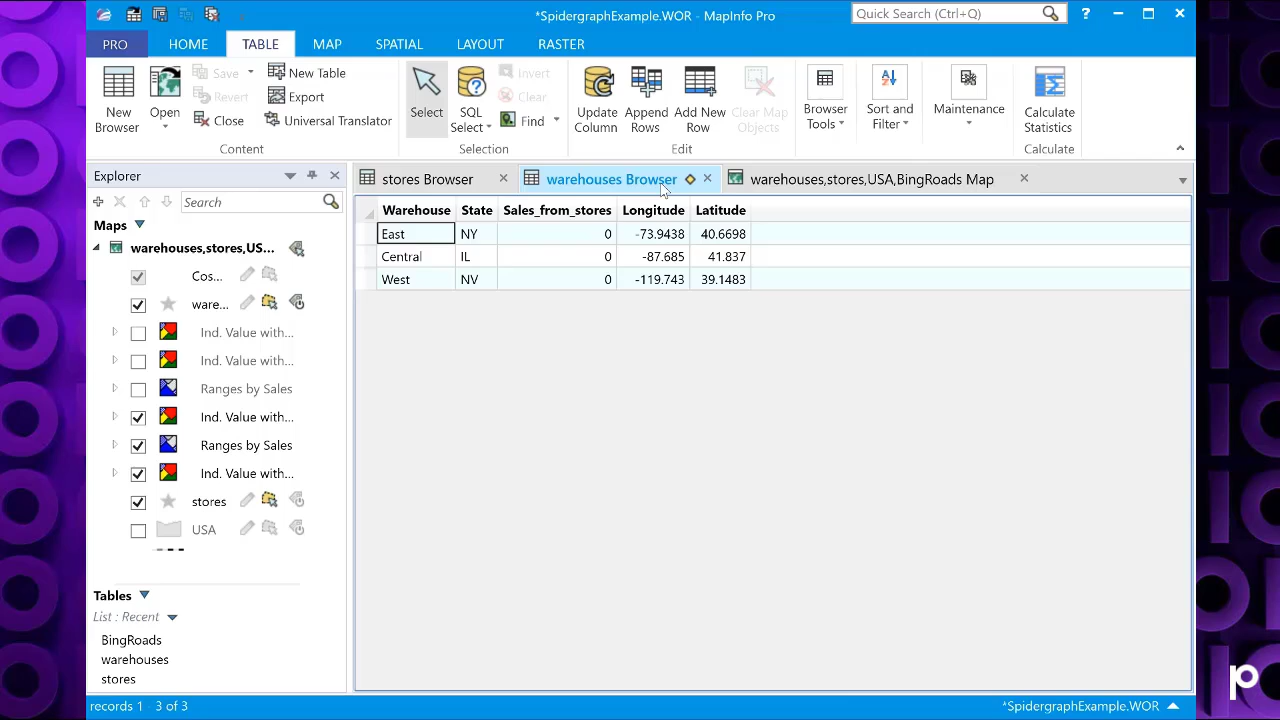 *SpidergraphExample.WOR - MapInfo Pro
Quick Search (Ctrl+Q)
PRO HOME TABLE MAP SPATIAL LAYOUT RASTER
New Browser
Open
Save
Revert
Close
New Table
Export
Universal Translator
Content
Select
SQL Select
Invert
Clear
Find
Selection
Update Column
Append Rows
Add New Row
Clear Map Objects
Edit
Browser Tools
Sort and Filter
Maintenance
Calculate Statistics
Calculate
Explorer
Search
Maps
warehouses,stores,US...
Cos...
ware...
Ind. Value with...
Ind. Value with...
Ranges by Sales
Ind. Value with...
Ranges by Sales
Ind. Value with...
stores
USA
Tables
List : Recent
BingRoads
warehouses
stores
stores Browser
warehouses Browser
warehouses,stores,USA,BingRoads Map
Warehouse State Sales_from_stores Longitude Latitude
East NY 0 -73.9438 40.6698
Central IL 0 -87.685 41.837
West NV 0 -119.743 39.1483
records 1 - 3 of 3
*SpidergraphExample.WOR
p